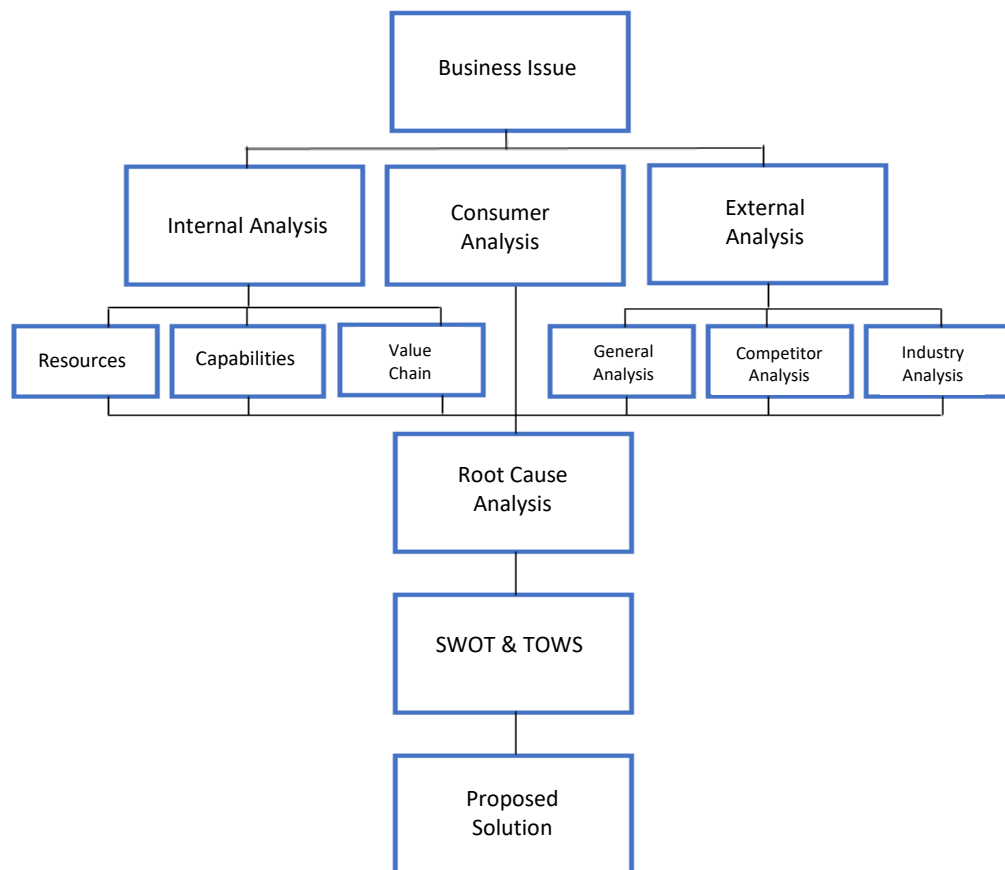 Business Issue
Internal Analysis
Consumer
Analysis
External
Analysis
Resources
Capabilities
Value
Chain
General
Analysis
Competitor
Analysis
Industry
Analysis
Root Cause
Analysis
SWOT & TOWS
Proposed
Solution